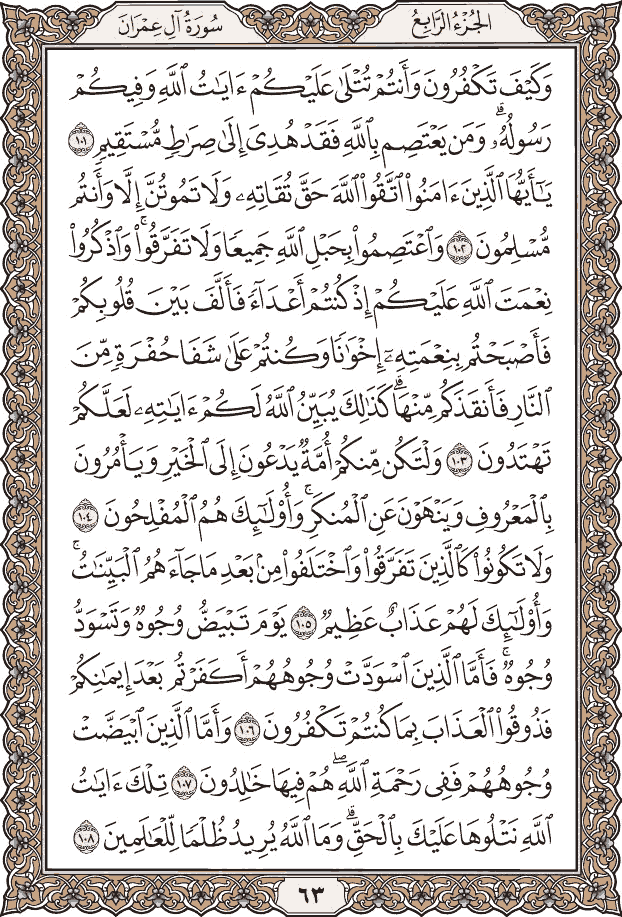 الجُزْءُ الرَّابِعُ
سُورَةُ آلِ عِمْرَانَ
وَكَيْفَ تَكْفُرُونَ وَأَنتُمْ تُتْلَىٰ عَلَيْكُمْ ءَايَٰتُ ٱللَّهِ وَفِيكُمْ
رَسُولُهُۥۗ وَمَن يَعْتَصِم بِٱللَّهِ فَقَدْ هُدِىَ إِلَىٰ صِرَٰطٍ مُّسْتَقِيمٍ ١٠١
يَٰٓأَيُّهَا ٱلَّذِينَ ءَامَنُوا۟ ٱتَّقُوا۟ ٱللَّهَ حَقَّ تُقَاتِهِۦ وَلَا تَمُوتُنَّ إِلَّا وَأَنتُم
مُّسْلِمُونَ ١٠٢ وَٱعْتَصِمُوا۟ بِحَبْلِ ٱللَّهِ جَمِيعًا وَلَا تَفَرَّقُوا۟ۚ وَٱذْكُرُوا۟
نِعْمَتَ ٱللَّهِ عَلَيْكُمْ إِذْ كُنتُمْ أَعْدَآءً فَأَلَّفَ بَيْنَ قُلُوبِكُمْ
فَأَصْبَحْتُم بِنِعْمَتِهِۦٓ إِخْوَٰنًا وَكُنتُمْ عَلَىٰ شَفَا حُفْرَةٍ مِّنَ
ٱلنَّارِ فَأَنقَذَكُم مِّنْهَاۗ كَذَٰلِكَ يُبَيِّنُ ٱللَّهُ لَكُمْ ءَايَٰتِهِۦ لَعَلَّكُمْ
تَهْتَدُونَ ١٠٣ وَلْتَكُن مِّنكُمْ أُمَّةٌ يَدْعُونَ إِلَى ٱلْخَيْرِ وَيَأْمُرُونَ
بِٱلْمَعْرُوفِ وَيَنْهَوْنَ عَنِ ٱلْمُنكَرِۚ وَأُو۟لَٰٓئِكَ هُمُ ٱلْمُفْلِحُونَ ١٠٤
وَلَا تَكُونُوا۟ كَٱلَّذِينَ تَفَرَّقُوا۟ وَٱخْتَلَفُوا۟ مِنۢ بَعْدِ مَا جَآءَهُمُ ٱلْبَيِّنَٰتُۚ
وَأُو۟لَٰٓئِكَ لَهُمْ عَذَابٌ عَظِيمٌ ١٠٥ يَوْمَ تَبْيَضُّ وُجُوهٌ وَتَسْوَدُّ
وُجُوهٌۚ فَأَمَّا ٱلَّذِينَ ٱسْوَدَّتْ وُجُوهُهُمْ أَكَفَرْتُم بَعْدَ إِيمَٰنِكُمْ
فَذُوقُوا۟ ٱلْعَذَابَ بِمَا كُنتُمْ تَكْفُرُونَ ١٠٦ وَأَمَّا ٱلَّذِينَ ٱبْيَضَّتْ
وُجُوهُهُمْ فَفِى رَحْمَةِ ٱللَّهِۖ هُمْ فِيهَا خَٰلِدُونَ ١٠٧ تِلْكَ ءَايَٰتُ
ٱللَّهِ نَتْلُوهَا عَلَيْكَ بِٱلْحَقِّۗ وَمَا ٱللَّهُ يُرِيدُ ظُلْمًا لِّلْعَٰلَمِينَ ١٠٨
٦٣